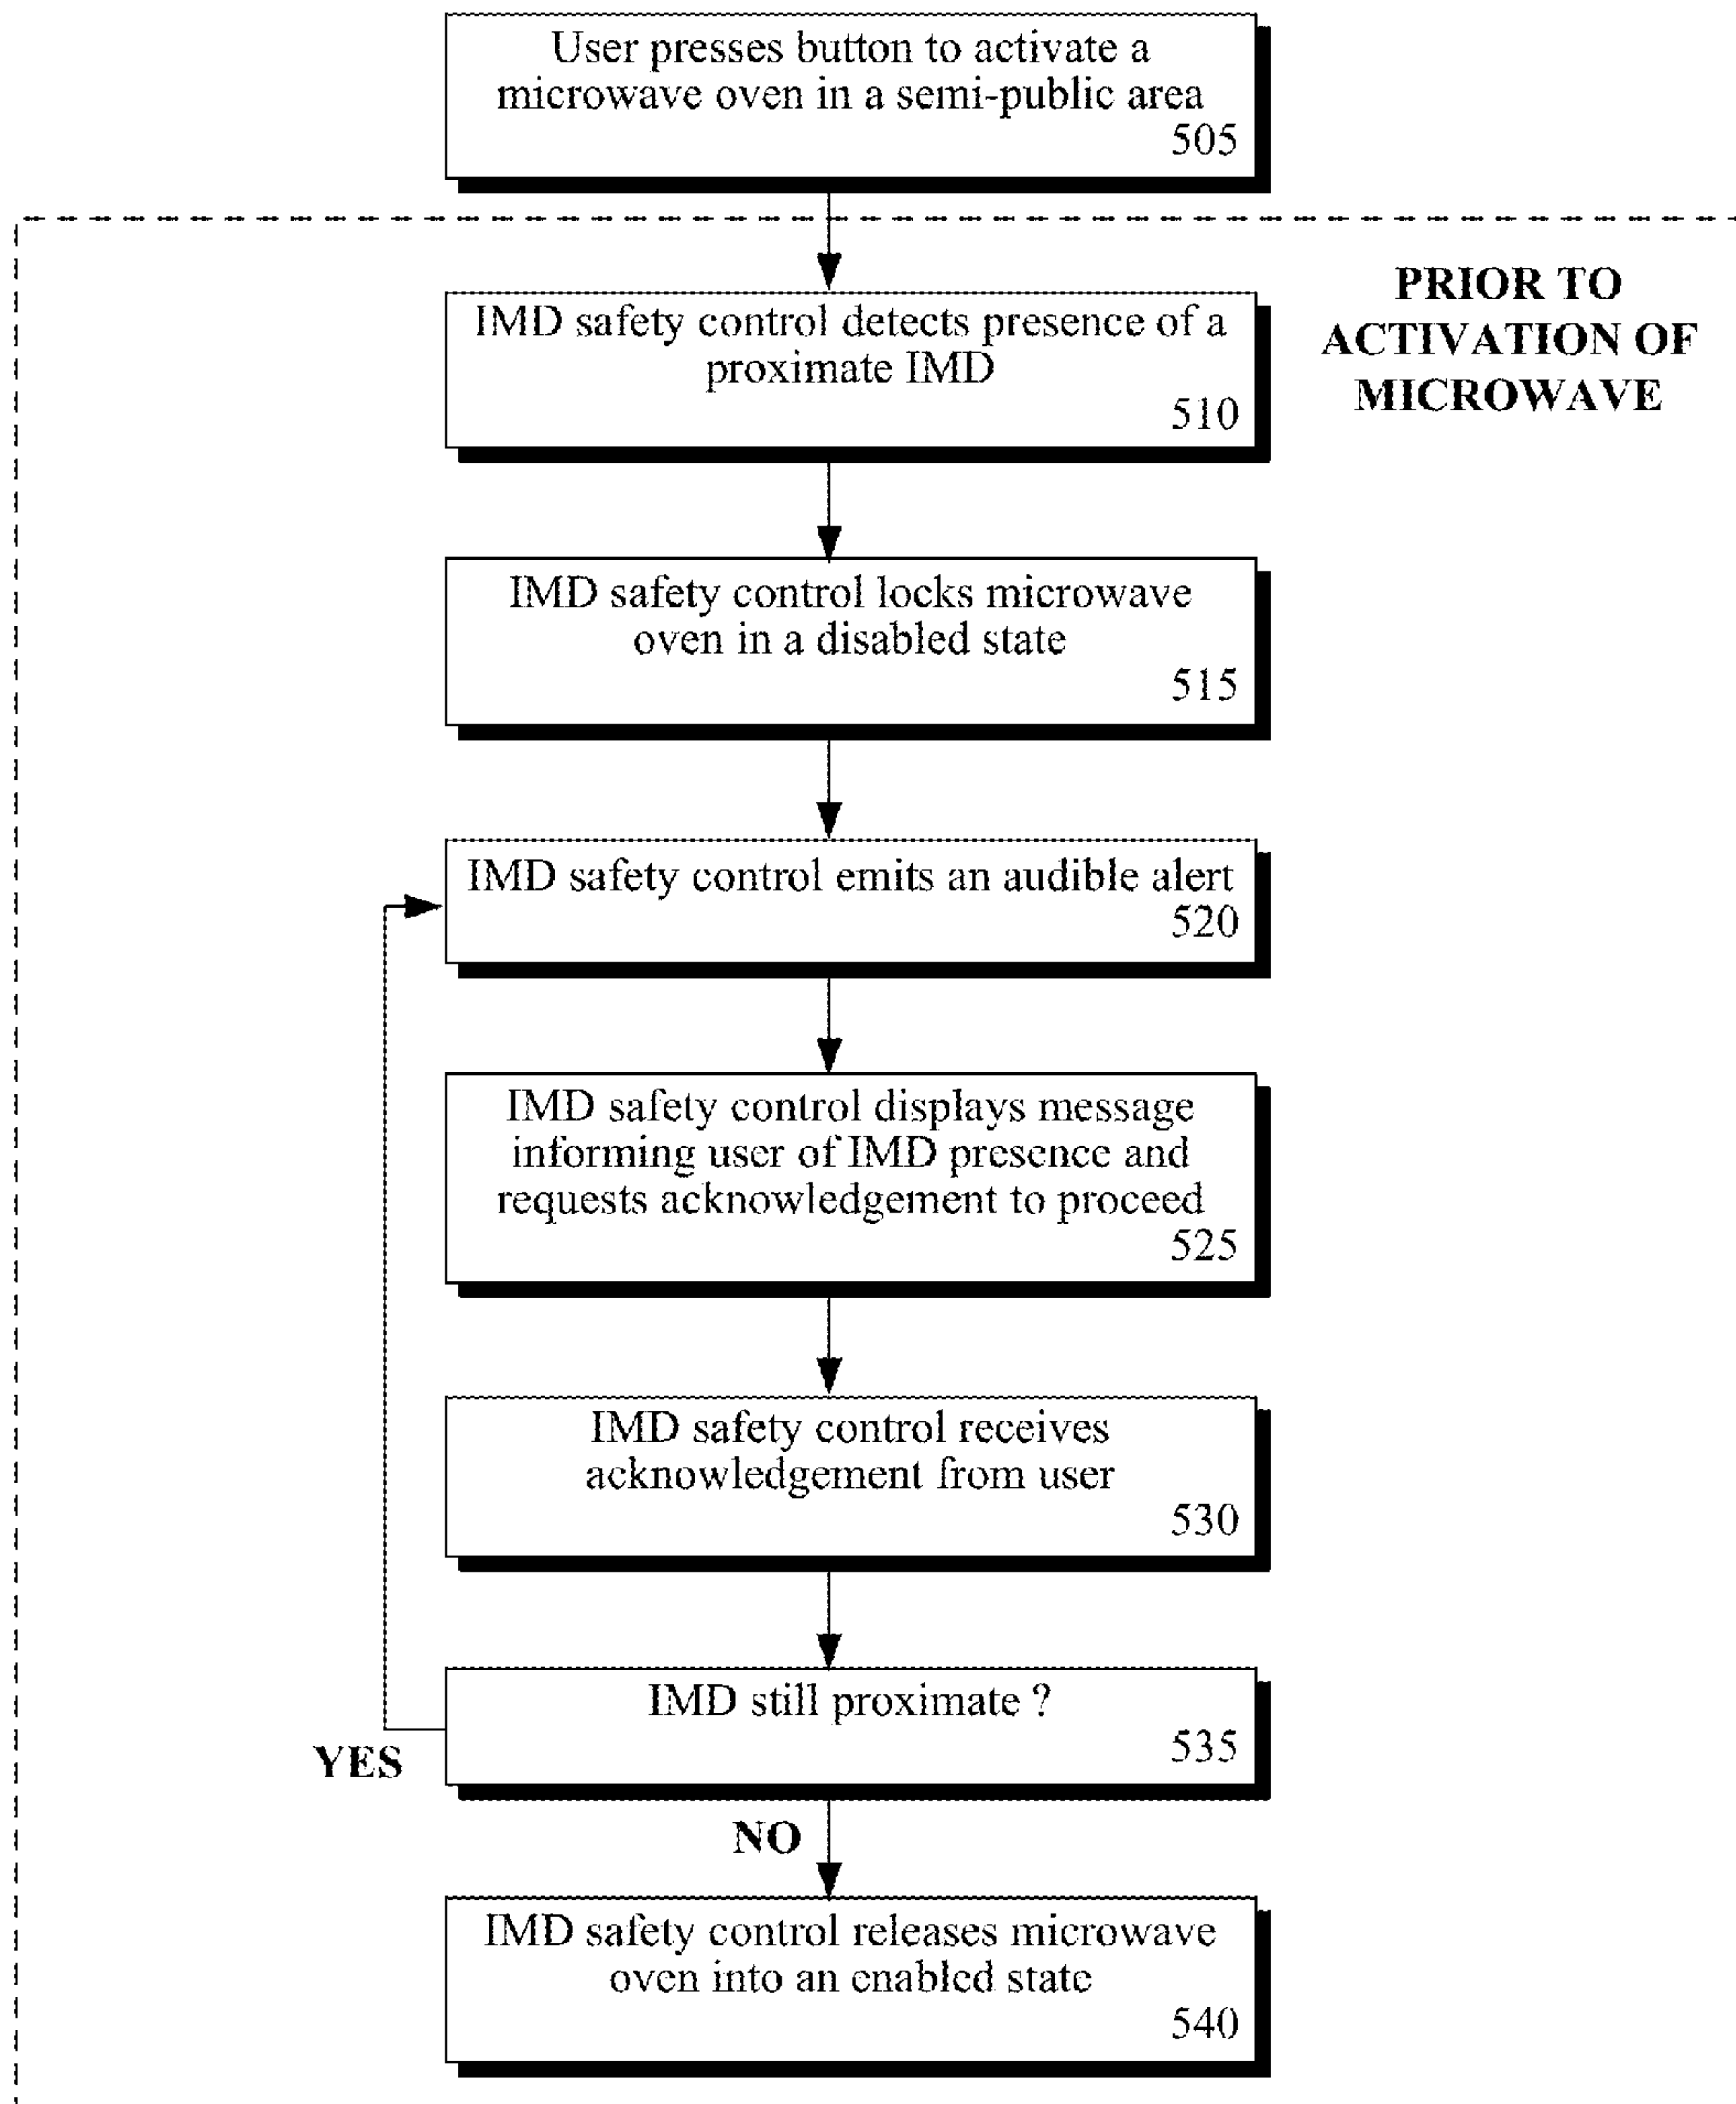 User presses button to activate a
microwave oven in a semi-public area
505
PRIOR TO
ACTIVATION OF
MICROWAVE
IMD safety control detects presence of a
proximate IMD
510
IMD safety control locks microwave
oven in a disabled state
515
IMD safety control emits an audible alert
520
IMD safety control displays message
informing user of IMD presence and
requests acknowledgement to proceed
525
IMD safety control receives
acknowledgement from user
530
IMD still proximate ?
535
YES
NO
IMD safety control releases microwave
oven into an enabled state
540